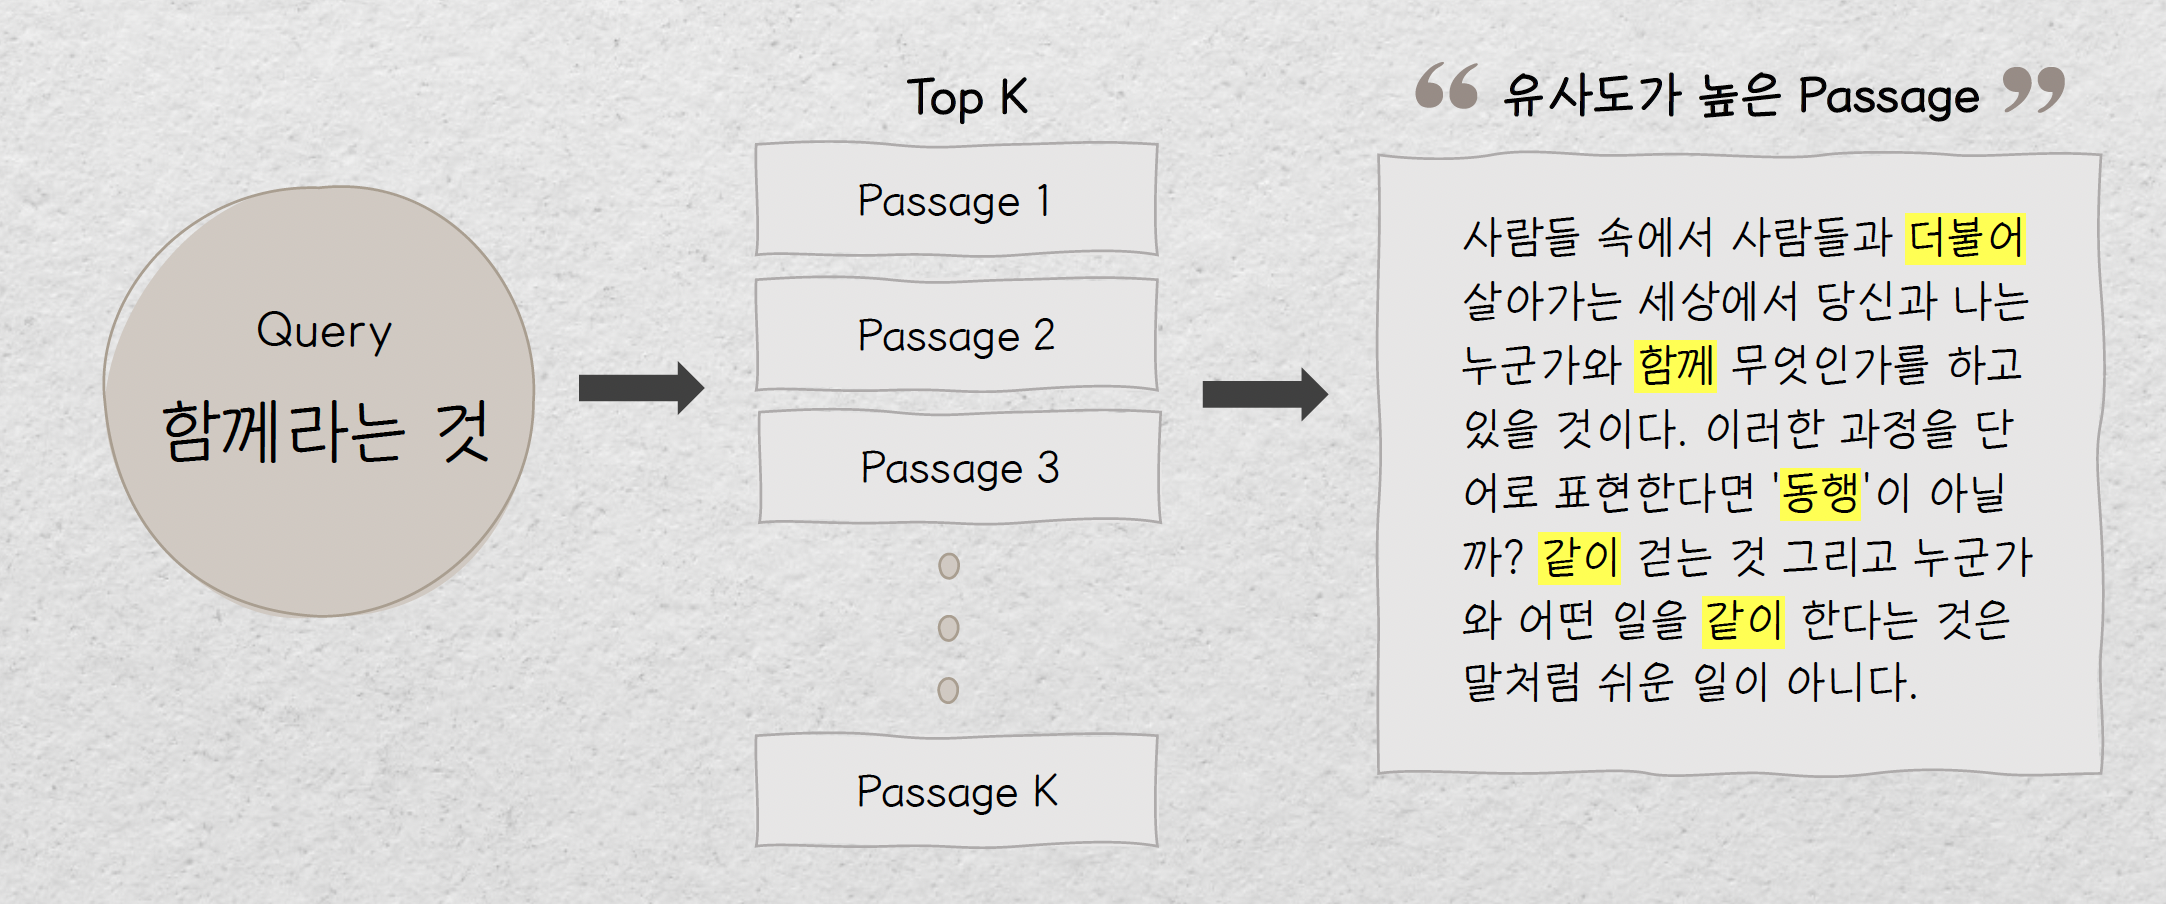 Query
함께라는 것
Top K
Passage 1
Passage 2
Passage 3
Passage K
“ 유사도가 높은 Passage ”
사람들 속에서 사람들과 더불어
살아가는 세상에서 당신과 나는
누군가와 함께 무엇인가를 하고
있을 것이다. 이러한 과정을 단
어로 표현한다면 '동행'이 아닐
까? 같이 걷는 것 그리고 누군가
와 어떤 일을 같이 한다는 것은
말처럼 쉬운 일이 아니다.